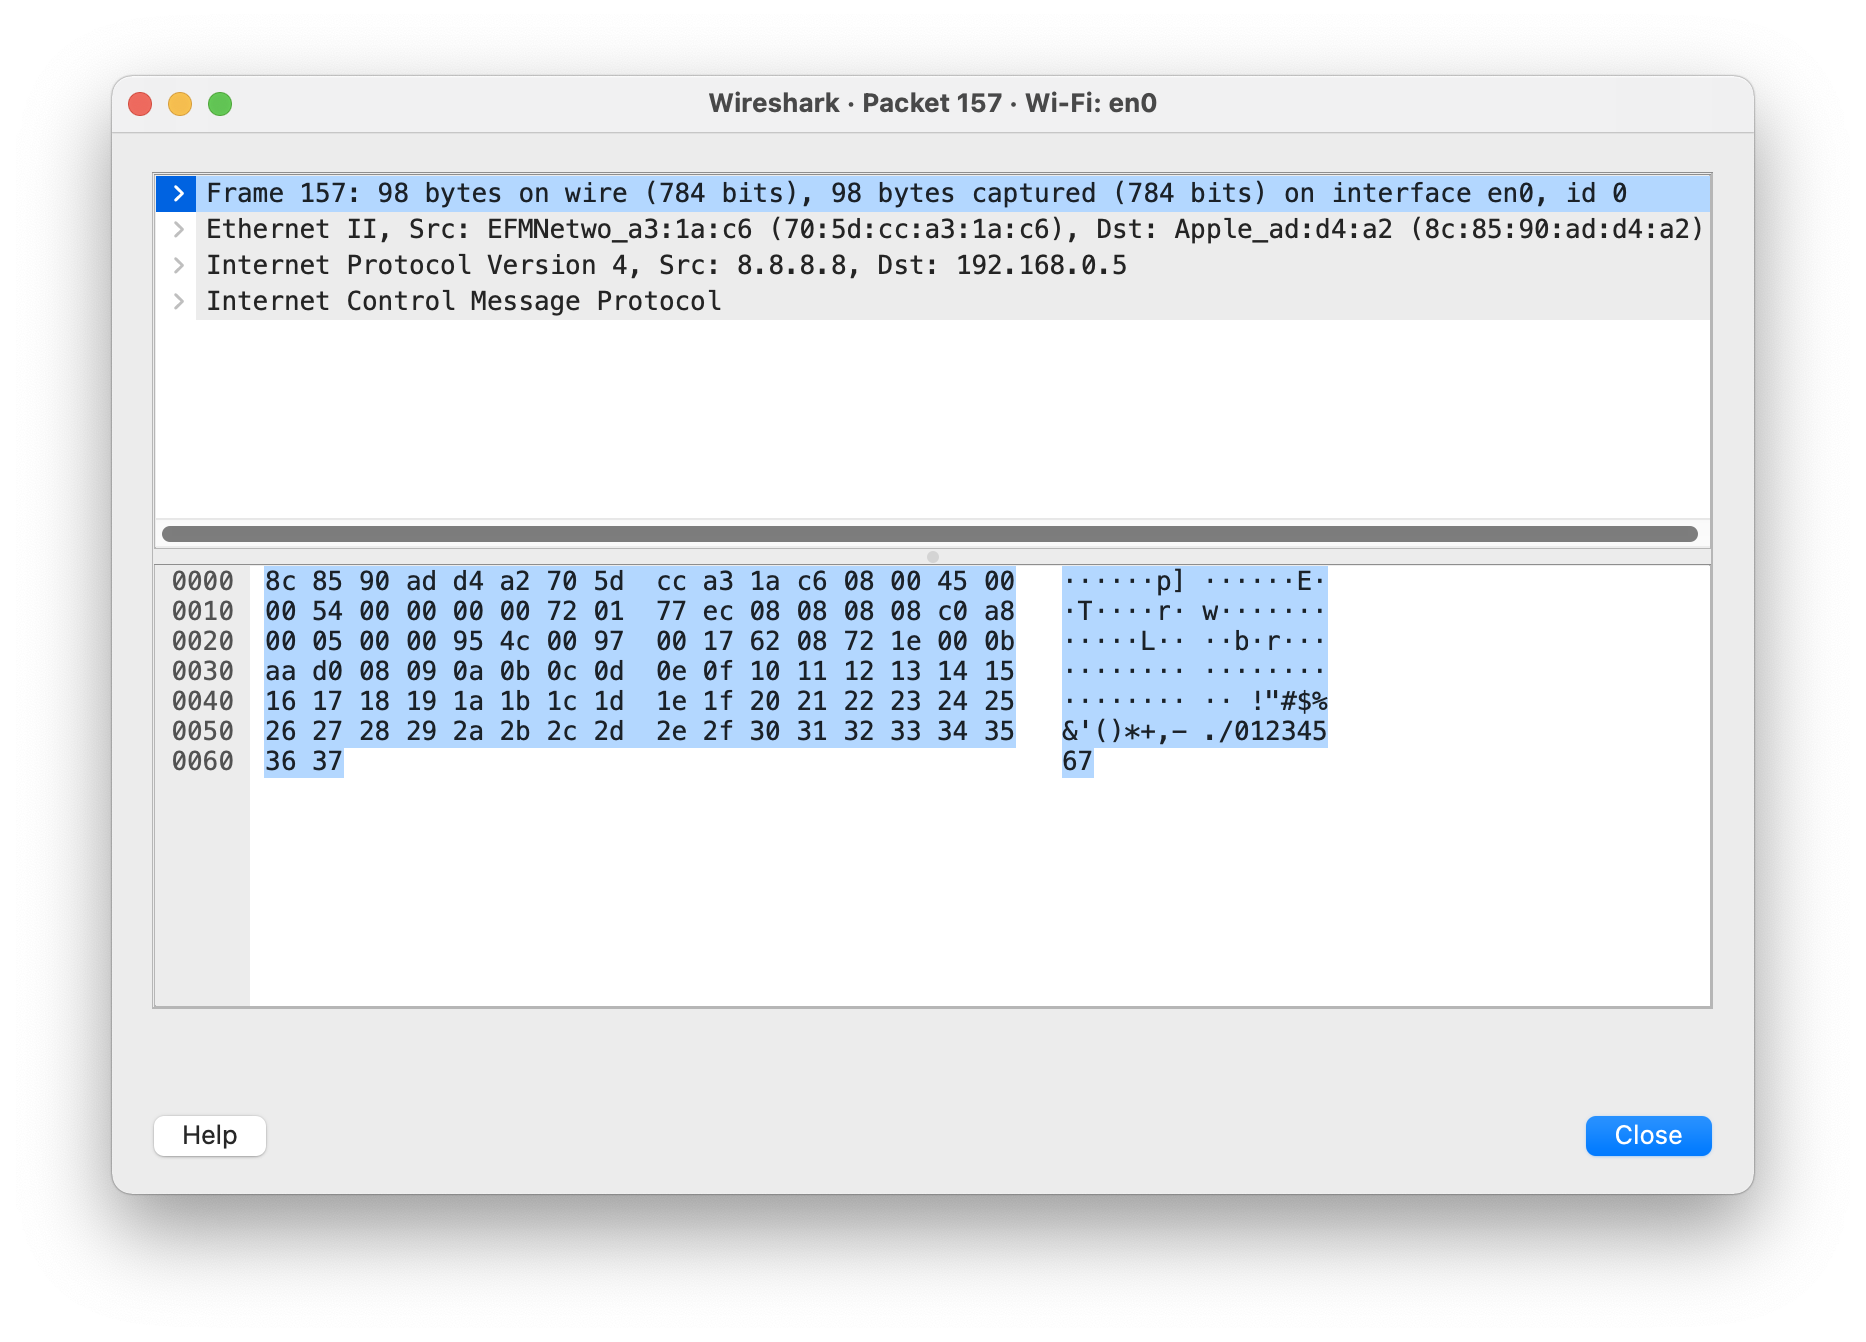 Wireshark · Packet 157 · Wi-Fi: en0
Frame 157: 98 bytes on wire (784 bits), 98 bytes captured (784 bits) on interface en0, id 0
Ethernet II, Src: EFMNetwo_a3:1a:c6 (70:5d:cc:a3:1a:c6), Dst: Apple_ad:d4:a2 (8c:85:90:ad:d4:a2)
Internet Protocol Version 4, Src: 8.8.8.8, Dst: 192.168.0.5
Internet Control Message Protocol
0000 8c 85 90 ad d4 a2 70 5d cc a3 1a c6 08 00 45 00 ······p] ······E·
0010 00 54 00 00 00 00 72 01 77 ec 08 08 08 08 c0 a8 ·T····r· w·······
0020 00 05 00 00 95 4c 00 97 00 17 62 08 72 1e 00 0b ·····L·· ··b·r···
0030 aa d0 08 09 0a 0b 0c 0d 0e 0f 10 11 12 13 14 15 ········ ········
0040 16 17 18 19 1a 1b 1c 1d 1e 1f 20 21 22 23 24 25 ········ ·· !"#$%
0050 26 27 28 29 2a 2b 2c 2d 2e 2f 30 31 32 33 34 35 &'()*+,- ./012345
0060 36 37 67
Help
Close